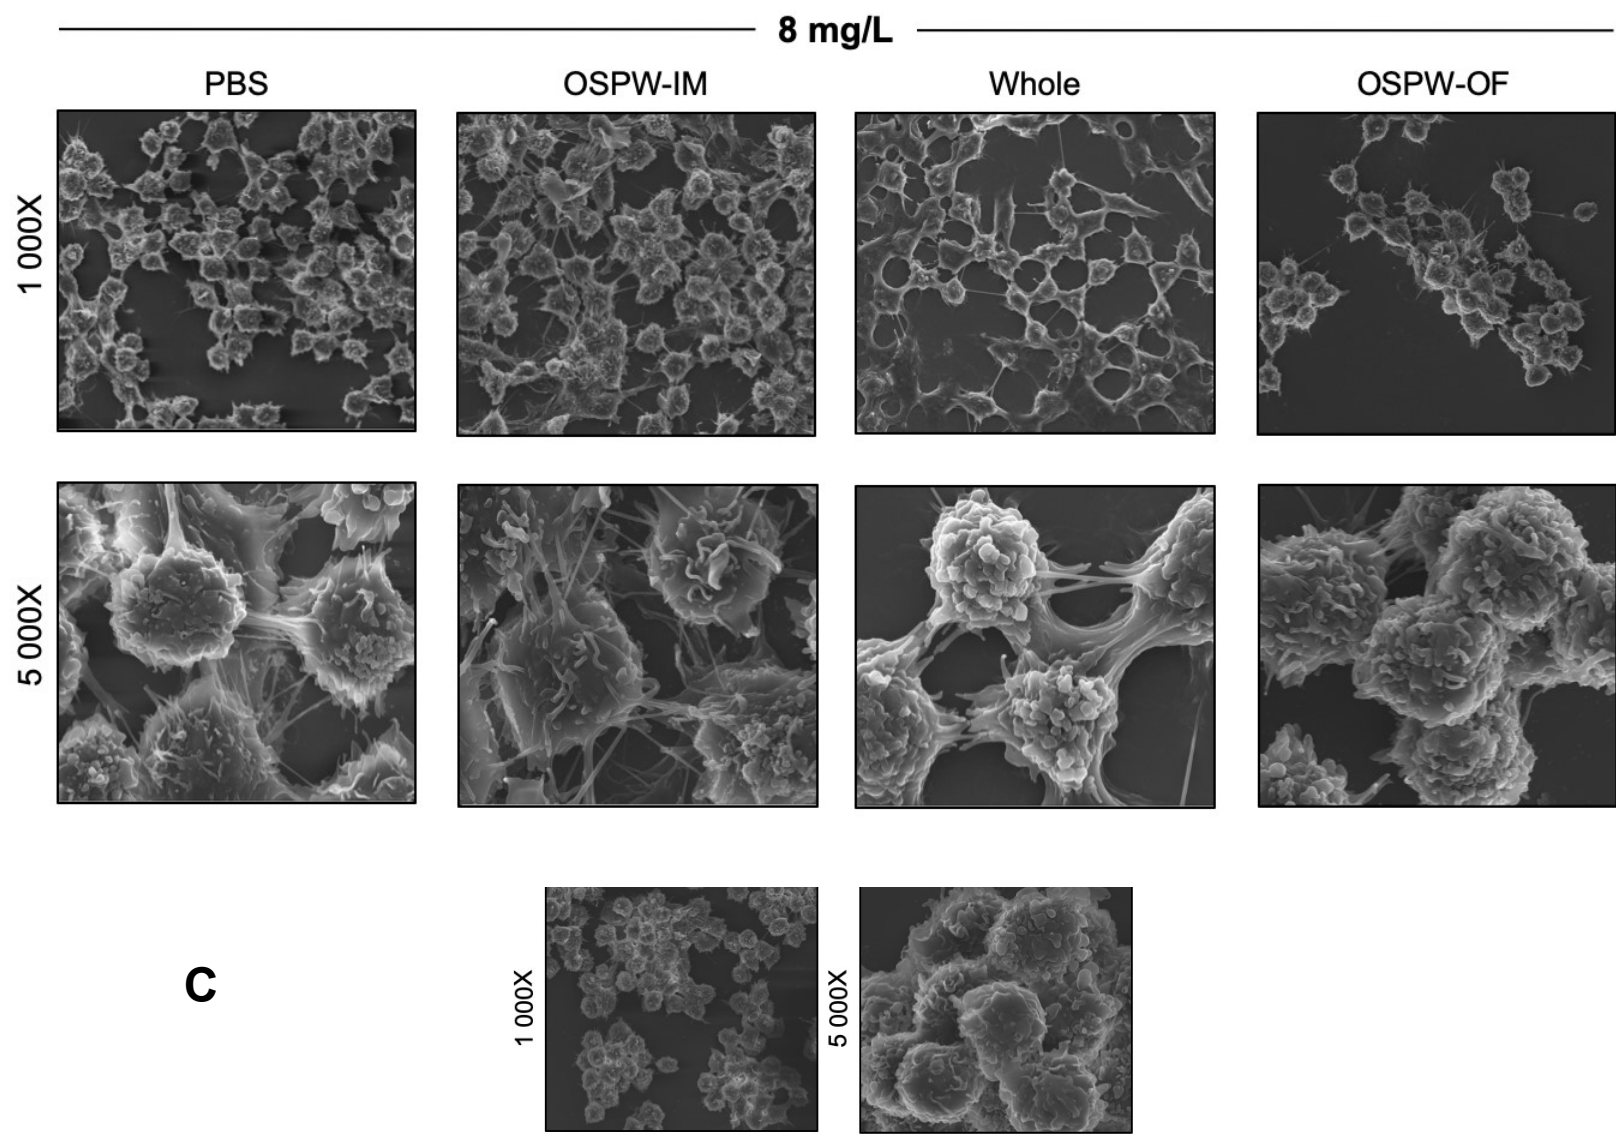 8 mg/L
PBS OSPW-IM Whole OSPW-OF
1 000X
5 000X
C
1 000X
5 000X